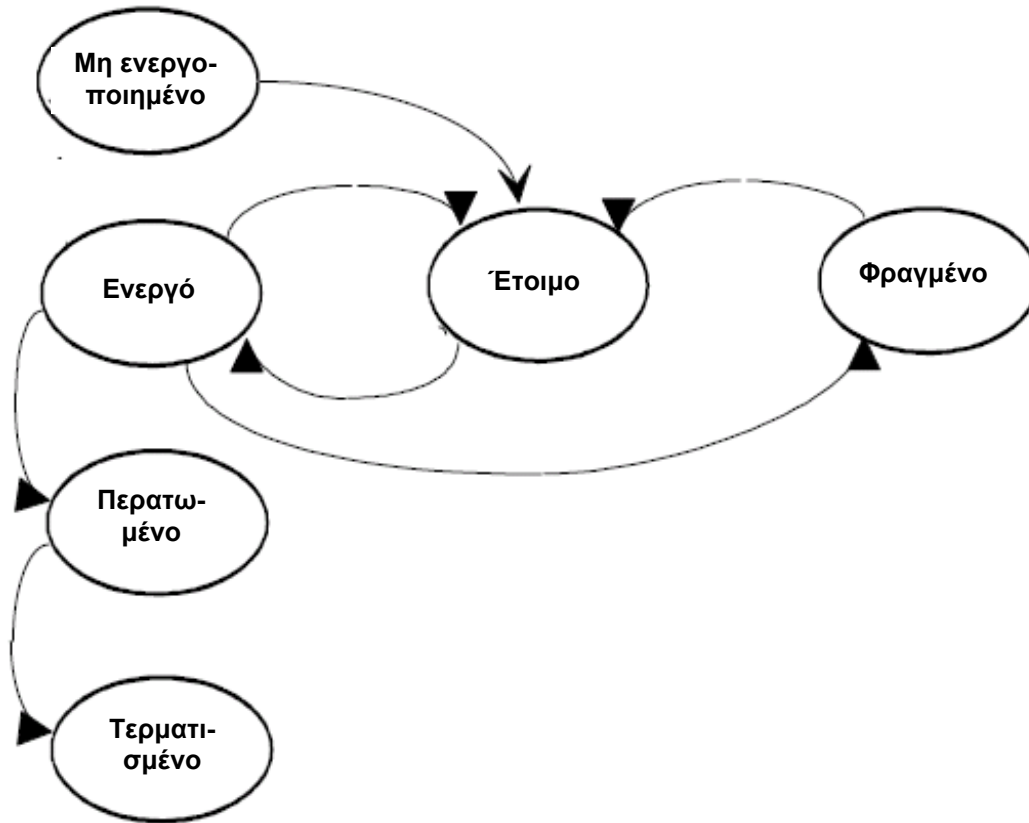 Μη ενεργο-
ποιημένο
Ενεργό
Έτοιμο
Φραγμένο
Περατω-
μένο
Τερματι-
σμένο